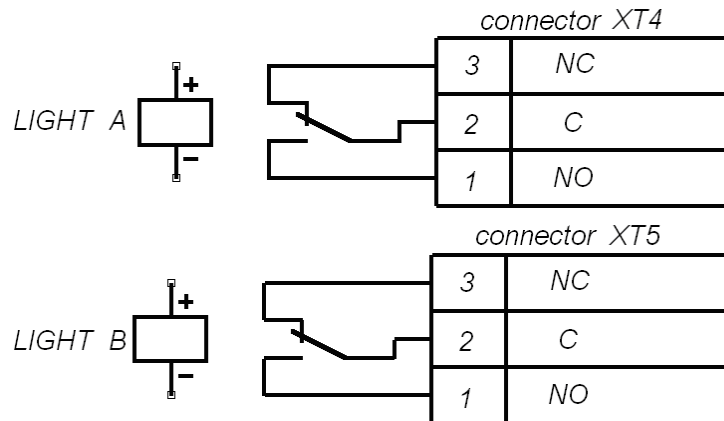 connector XT4
3 NC
+
LIGHT A
2 C
–
1 NO
connector XT5
3 NC
+
LIGHT B
2 C
–
1 NO